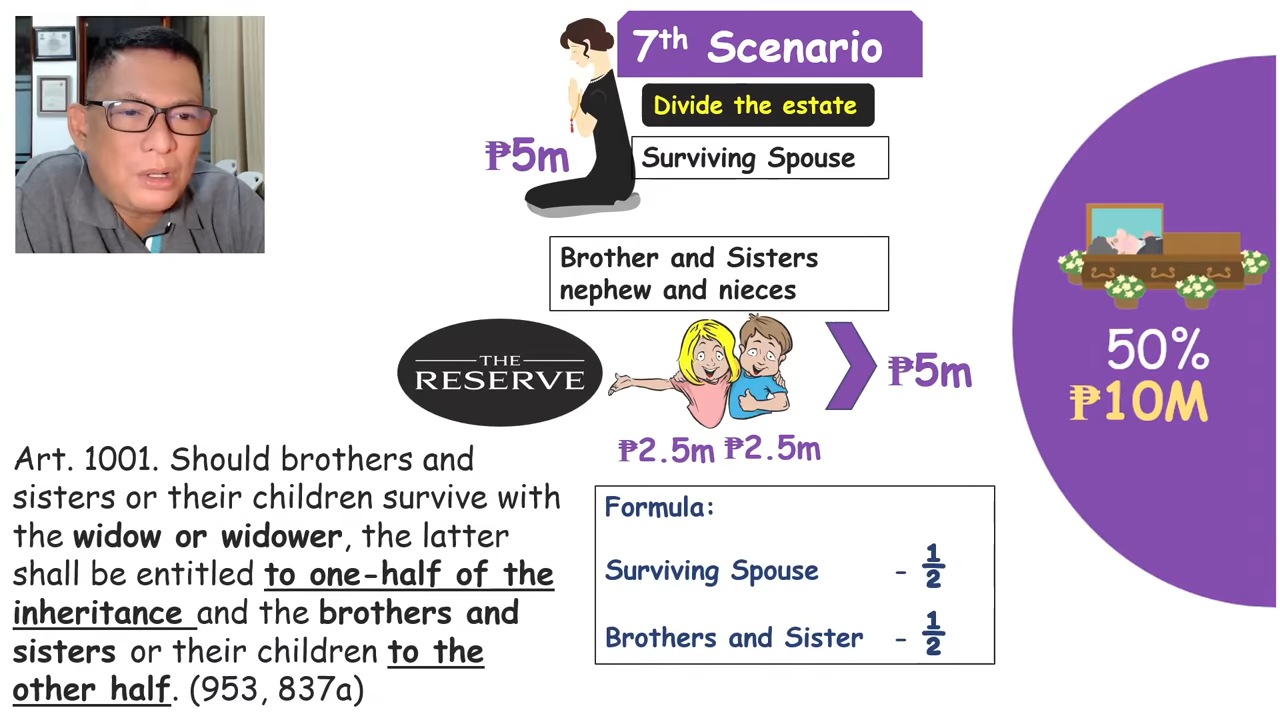 7th Scenario
Divide the estate
₱5m
Surviving Spouse
Brother and Sisters
nephew and nieces
THE
RESERVE
₱5m
₱2.5m ₱2.5m
50%
₱10M
Art. 1001. Should brothers and
sisters or their children survive with
the widow or widower, the latter
shall be entitled to one-half of the
inheritance and the brothers and
sisters or their children to the
other half. (953, 837a)
Formula:
Surviving Spouse - 1/2
Brothers and Sister - 1/2